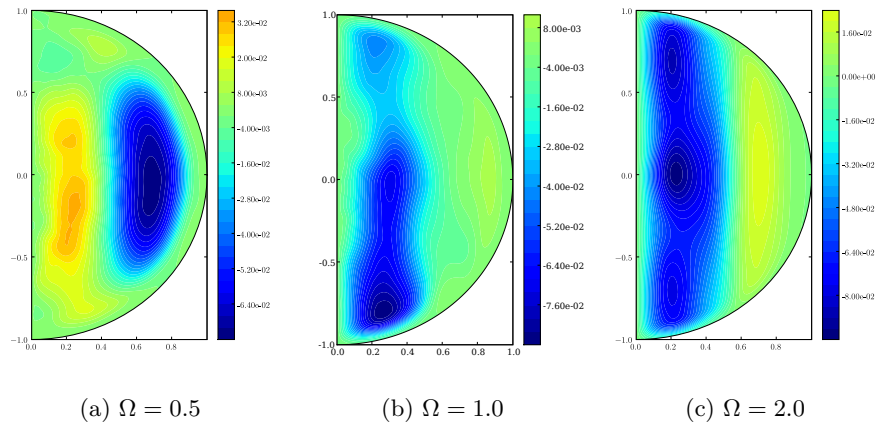 1.0
0.5
0.0
−0.5
−1.0
0.0 0.2 0.4 0.6 0.8
3.20e-02
2.00e-02
8.00e-03
-4.00e-03
-1.60e-02
-2.80e-02
-4.00e-02
-5.20e-02
-6.40e-02
1.0
0.5
0.0
-0.5
-1.0
0.0 0.2 0.4 0.6 0.8 1.0
8.00e-03
-4.00e-03
-1.60e-02
-2.80e-02
-4.00e-02
-5.20e-02
-6.40e-02
-7.60e-02
1.0
0.5
0.0
−0.5
−1.0
0.0 0.2 0.4 0.6 0.8
1.60e-02
0.00e+00
-1.60e-02
-3.20e-02
-4.80e-02
-6.40e-02
-8.00e-02
(a) Ω = 0.5
(b) Ω = 1.0
(c) Ω = 2.0